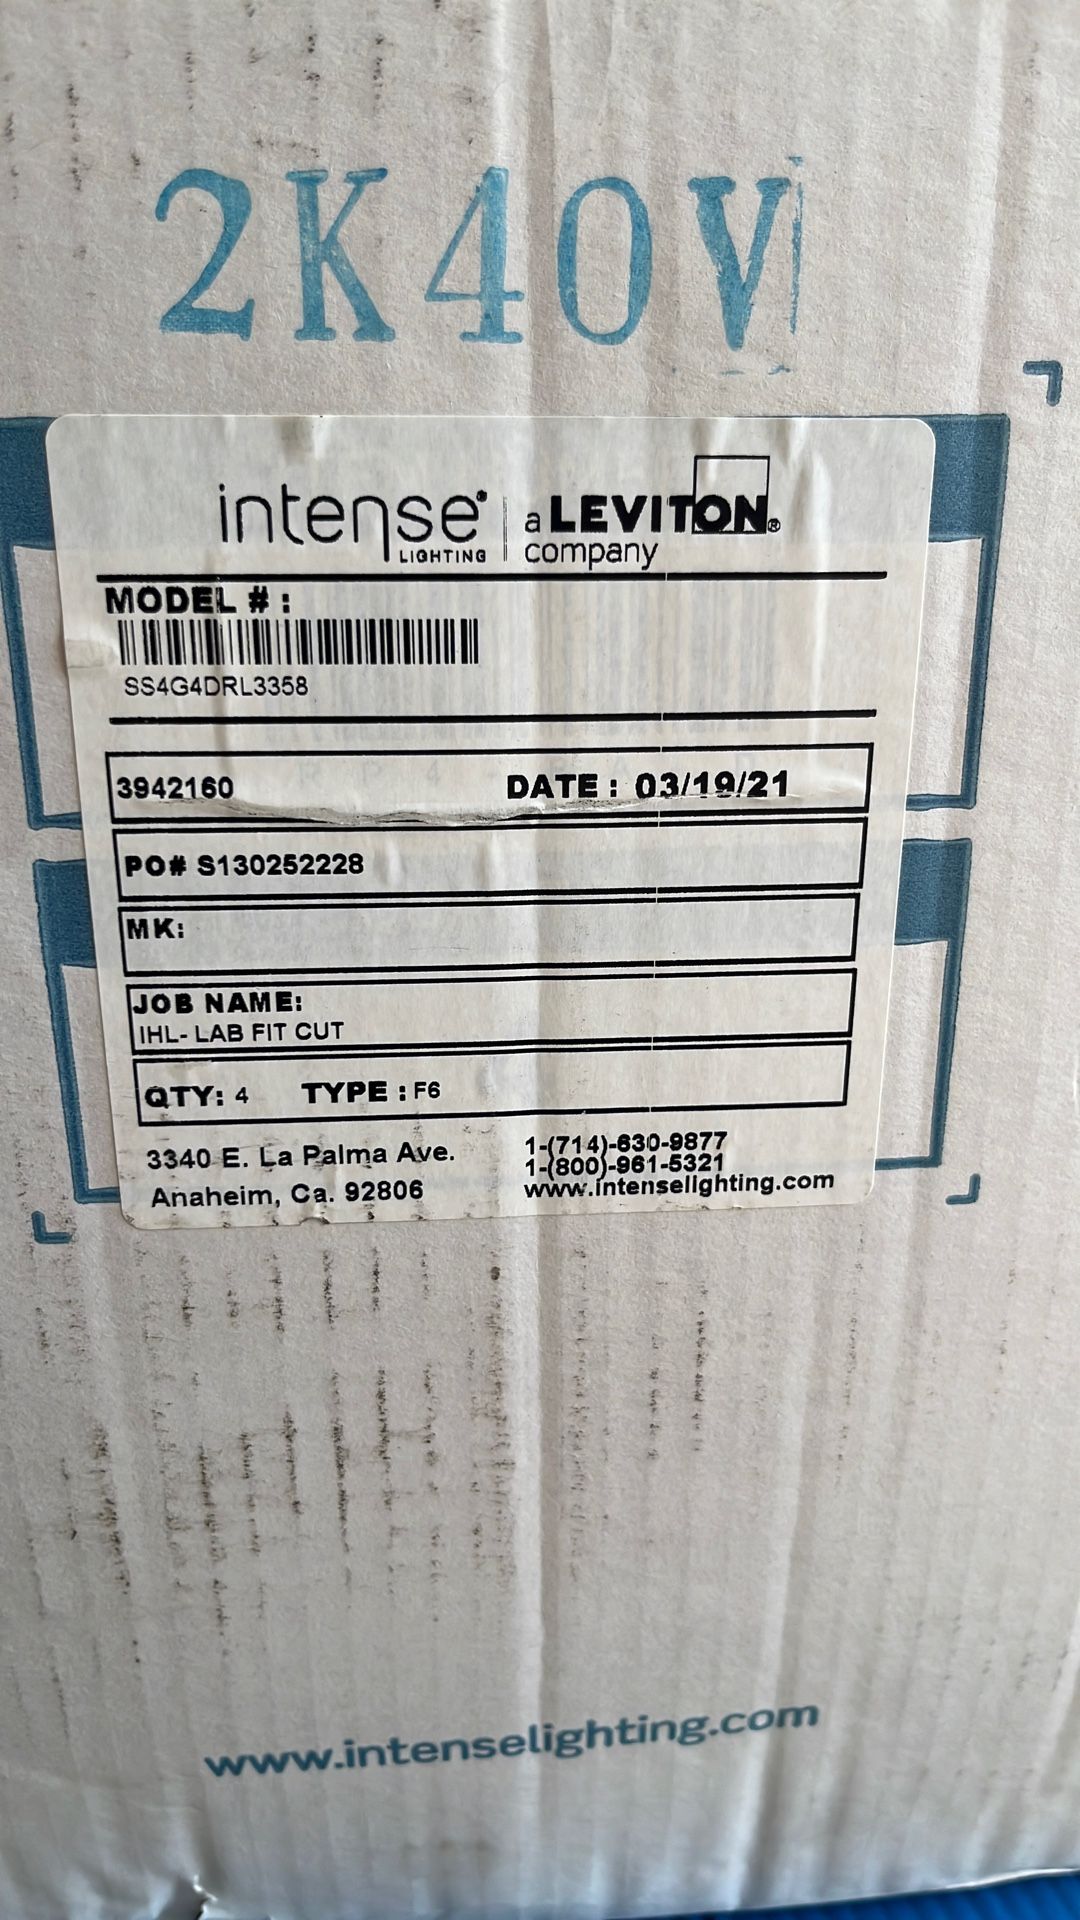 2K40V
intense LIGHTING | a LEVITON® company
MODEL # :
SS4G4DRL3358
3942160 DATE : 03/19/21
PO# S130252228
MK:
JOB NAME:
IHL- LAB FIT CUT
QTY: 4 TYPE : F6
3340 E. La Palma Ave.
Anaheim, Ca. 92806
1-(714)-630-9877
1-(800)-961-5321
www.intenselighting.com
www.intenselighting.com